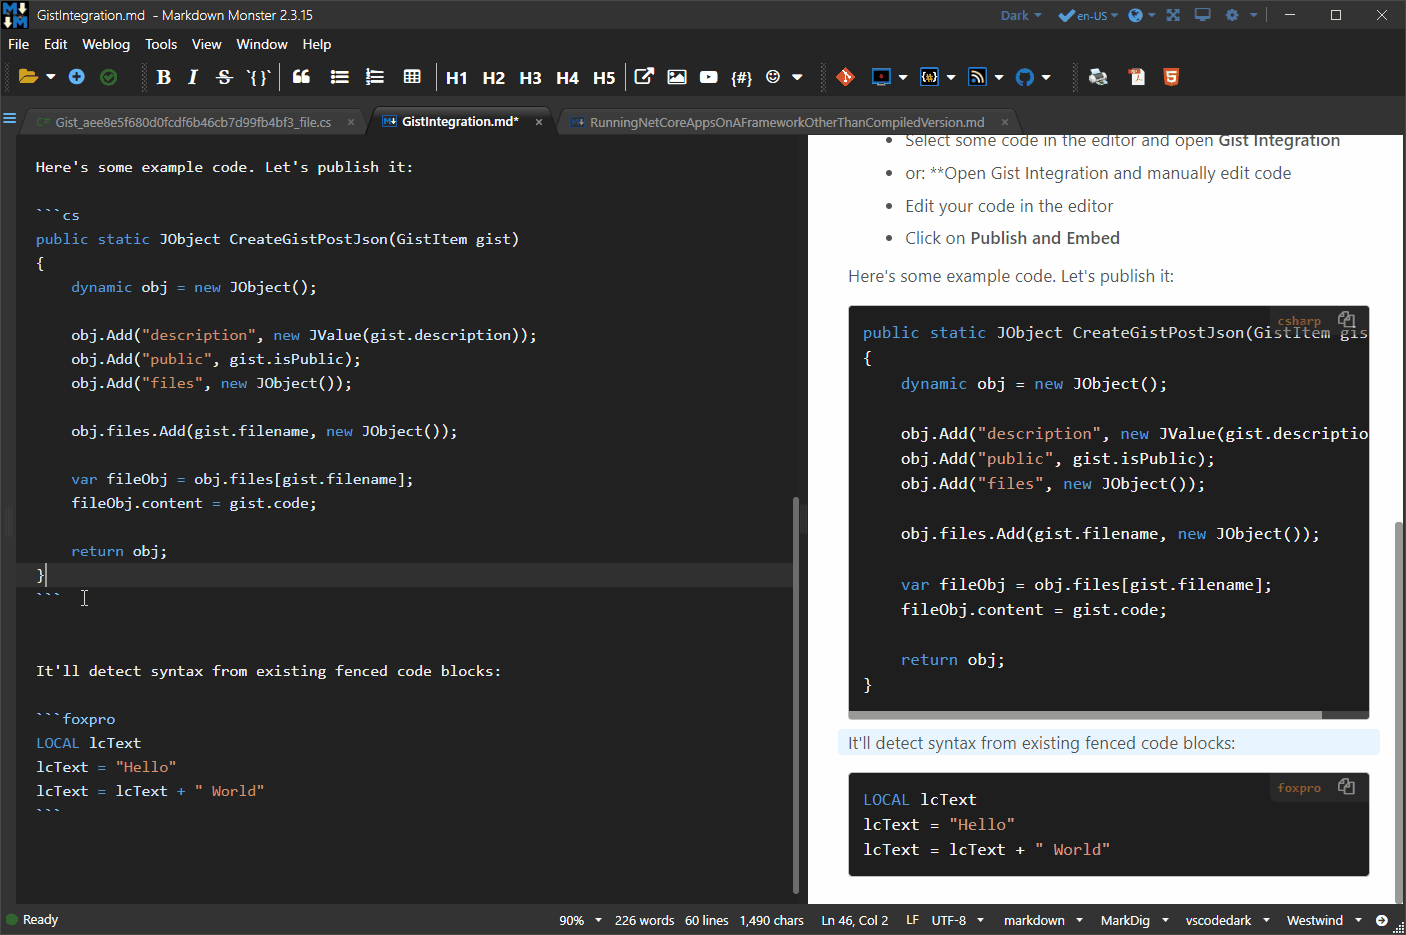 GistIntegration.md* - Markdown Monster 2.3.15
Dark
en-US
File Edit Weblog Tools View Window Help
B I S `{}` H1 H2 H3 H4 H5 {#}
C# Gist_aee8e5f680d0fcdf6b46cb7d99fb4bf3_file.cs ×
GistIntegration.md* ×
RunningNetCoreAppsOnAFrameworkOtherThanCompiledVersion.md ×
Here's some example code. Let's publish it:
```cs
public static JObject CreateGistPostJson(GistItem gist)
{
    dynamic obj = new JObject();
    obj.Add("description", new JValue(gist.description));
    obj.Add("public", gist.isPublic);
    obj.Add("files", new JObject());
    obj.files.Add(gist.filename, new JObject());
    var fileObj = obj.files[gist.filename];
    fileObj.content = gist.code;
    return obj;
}
```
It'll detect syntax from existing fenced code blocks:
```foxpro
LOCAL lcText
lcText = "Hello"
lcText = lcText + " World"
```
• Select some code in the editor and open Gist Integration
• or: **Open Gist Integration and manually edit code
• Edit your code in the editor
• Click on Publish and Embed
Here's some example code. Let's publish it:
csharp
public static JObject CreateGistPostJson(GistItem gis
{
    dynamic obj = new JObject();
    obj.Add("description", new JValue(gist.descriptio
    obj.Add("public", gist.isPublic);
    obj.Add("files", new JObject());
    obj.files.Add(gist.filename, new JObject());
    var fileObj = obj.files[gist.filename];
    fileObj.content = gist.code;
    return obj;
}
It'll detect syntax from existing fenced code blocks:
foxpro
LOCAL lcText
lcText = "Hello"
lcText = lcText + " World"
Ready
90% 226 words 60 lines 1,490 chars Ln 46, Col 2 LF UTF-8 markdown MarkDig vscodedark Westwind